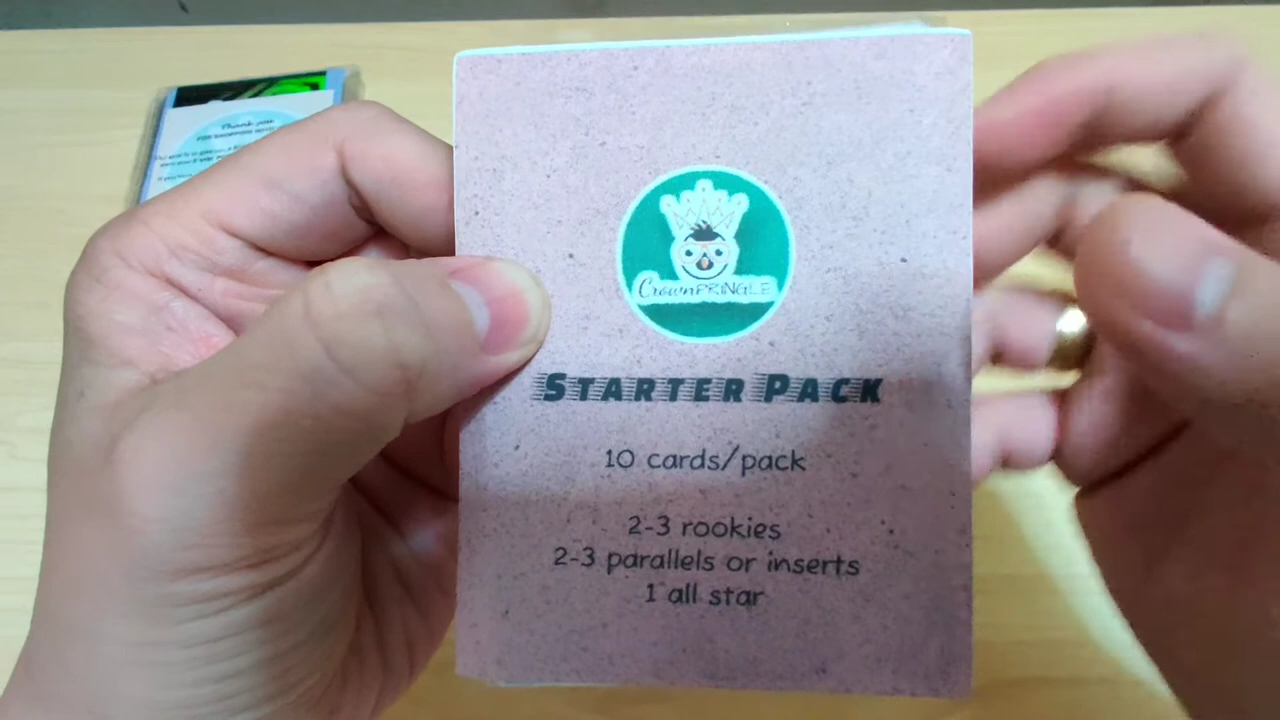 Thank you
CrownPRINGLE
STARTER PACK
10 cards/pack
2-3 rookies
2-3 parallels or inserts
1 all star